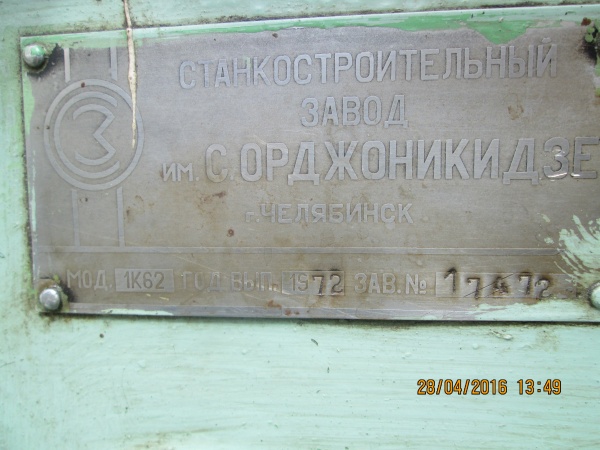 СТАНКОСТРОИТЕЛЬНЫЙ
ЗАВОД
ИМ. С. ОРДЖОНИКИДЗЕ
Г. ЧЕЛЯБИНСК
МОД. 1К62 ГОД ВЫП. 1972 ЗАВ. №
28/04/2016 13:49